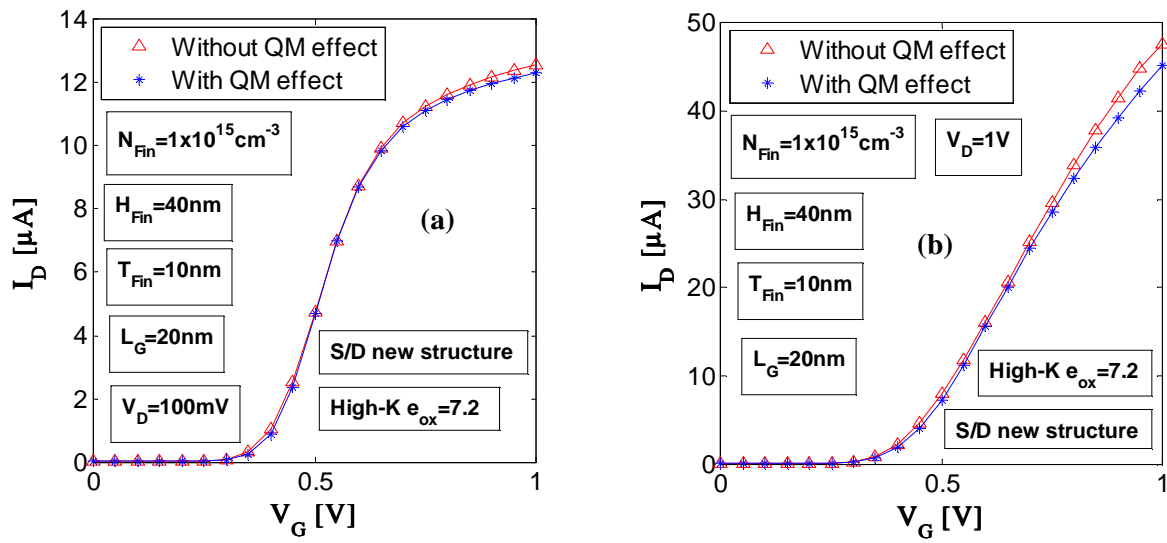 14
12
10
8
6
4
2
0
0
0.5
1
I_D [µA]
V_G [V]
Without QM effect
With QM effect
N_Fin=1x10^15cm^-3
H_Fin=40nm
(a)
T_Fin=10nm
L_G=20nm
S/D new structure
V_D=100mV
High-K e_ox=7.2
50
40
30
20
10
0
0
0.5
1
I_D [µA]
V_G [V]
Without QM effect
With QM effect
N_Fin=1x10^15cm^-3
V_D=1V
H_Fin=40nm
(b)
T_Fin=10nm
L_G=20nm
High-K e_ox=7.2
S/D new structure